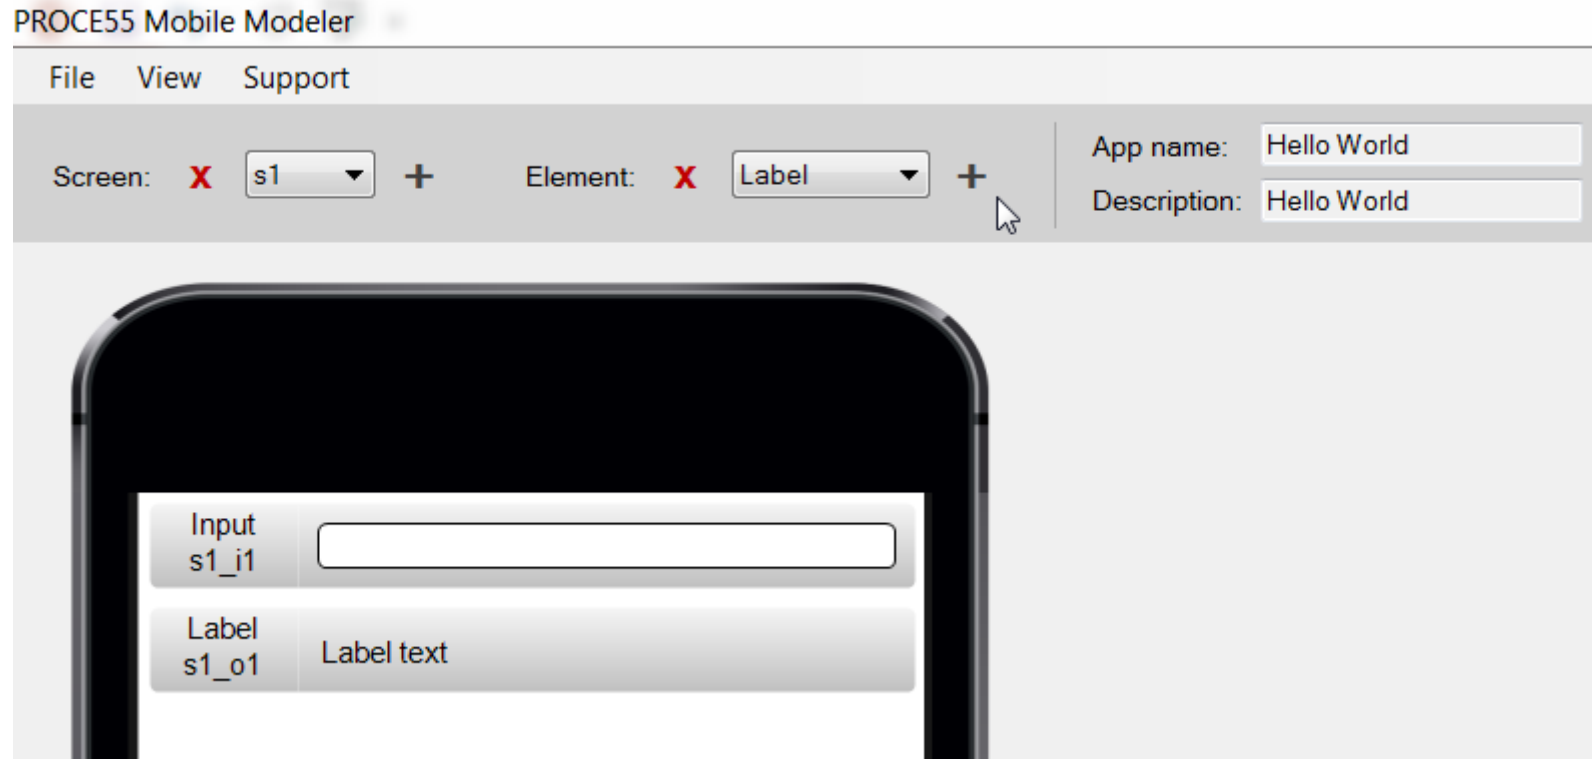 PROCE55 Mobile Modeler
File View Support
Screen: x s1 + Element: x Label +
App name: Hello World
Description: Hello World
Input
s1_i1
Label
s1_o1
Label text